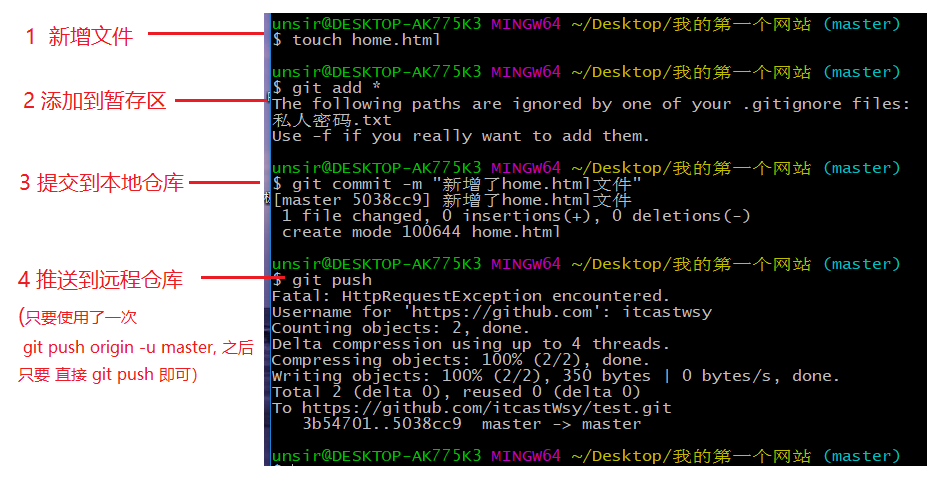 1 新增文件
2 添加到暂存区
3 提交到本地仓库
4 推送到远程仓库
(只要使用了一次
git push origin -u master, 之后
只要 直接 git push 即可)
unsir@DESKTOP-AK775K3 MINGW64 ~/Desktop/我的第一个网站 (master)
$ touch home.html
unsir@DESKTOP-AK775K3 MINGW64 ~/Desktop/我的第一个网站 (master)
$ git add *
The following paths are ignored by one of your .gitignore files:
私人密码.txt
Use -f if you really want to add them.
unsir@DESKTOP-AK775K3 MINGW64 ~/Desktop/我的第一个网站 (master)
$ git commit -m "新增了home.html文件"
[master 5038cc9] 新增了home.html文件
1 file changed, 0 insertions(+), 0 deletions(-)
create mode 100644 home.html
unsir@DESKTOP-AK775K3 MINGW64 ~/Desktop/我的第一个网站 (master)
$ git push
Fatal: HttpRequestException encountered.
Username for 'https://github.com': itcastwsy
Counting objects: 2, done.
Delta compression using up to 4 threads.
Compressing objects: 100% (2/2), done.
Writing objects: 100% (2/2), 350 bytes | 0 bytes/s, done.
Total 2 (delta 0), reused 0 (delta 0)
To https://github.com/itcastWsy/test.git
3b54701..5038cc9 master -> master
unsir@DESKTOP-AK775K3 MINGW64 ~/Desktop/我的第一个网站 (master)